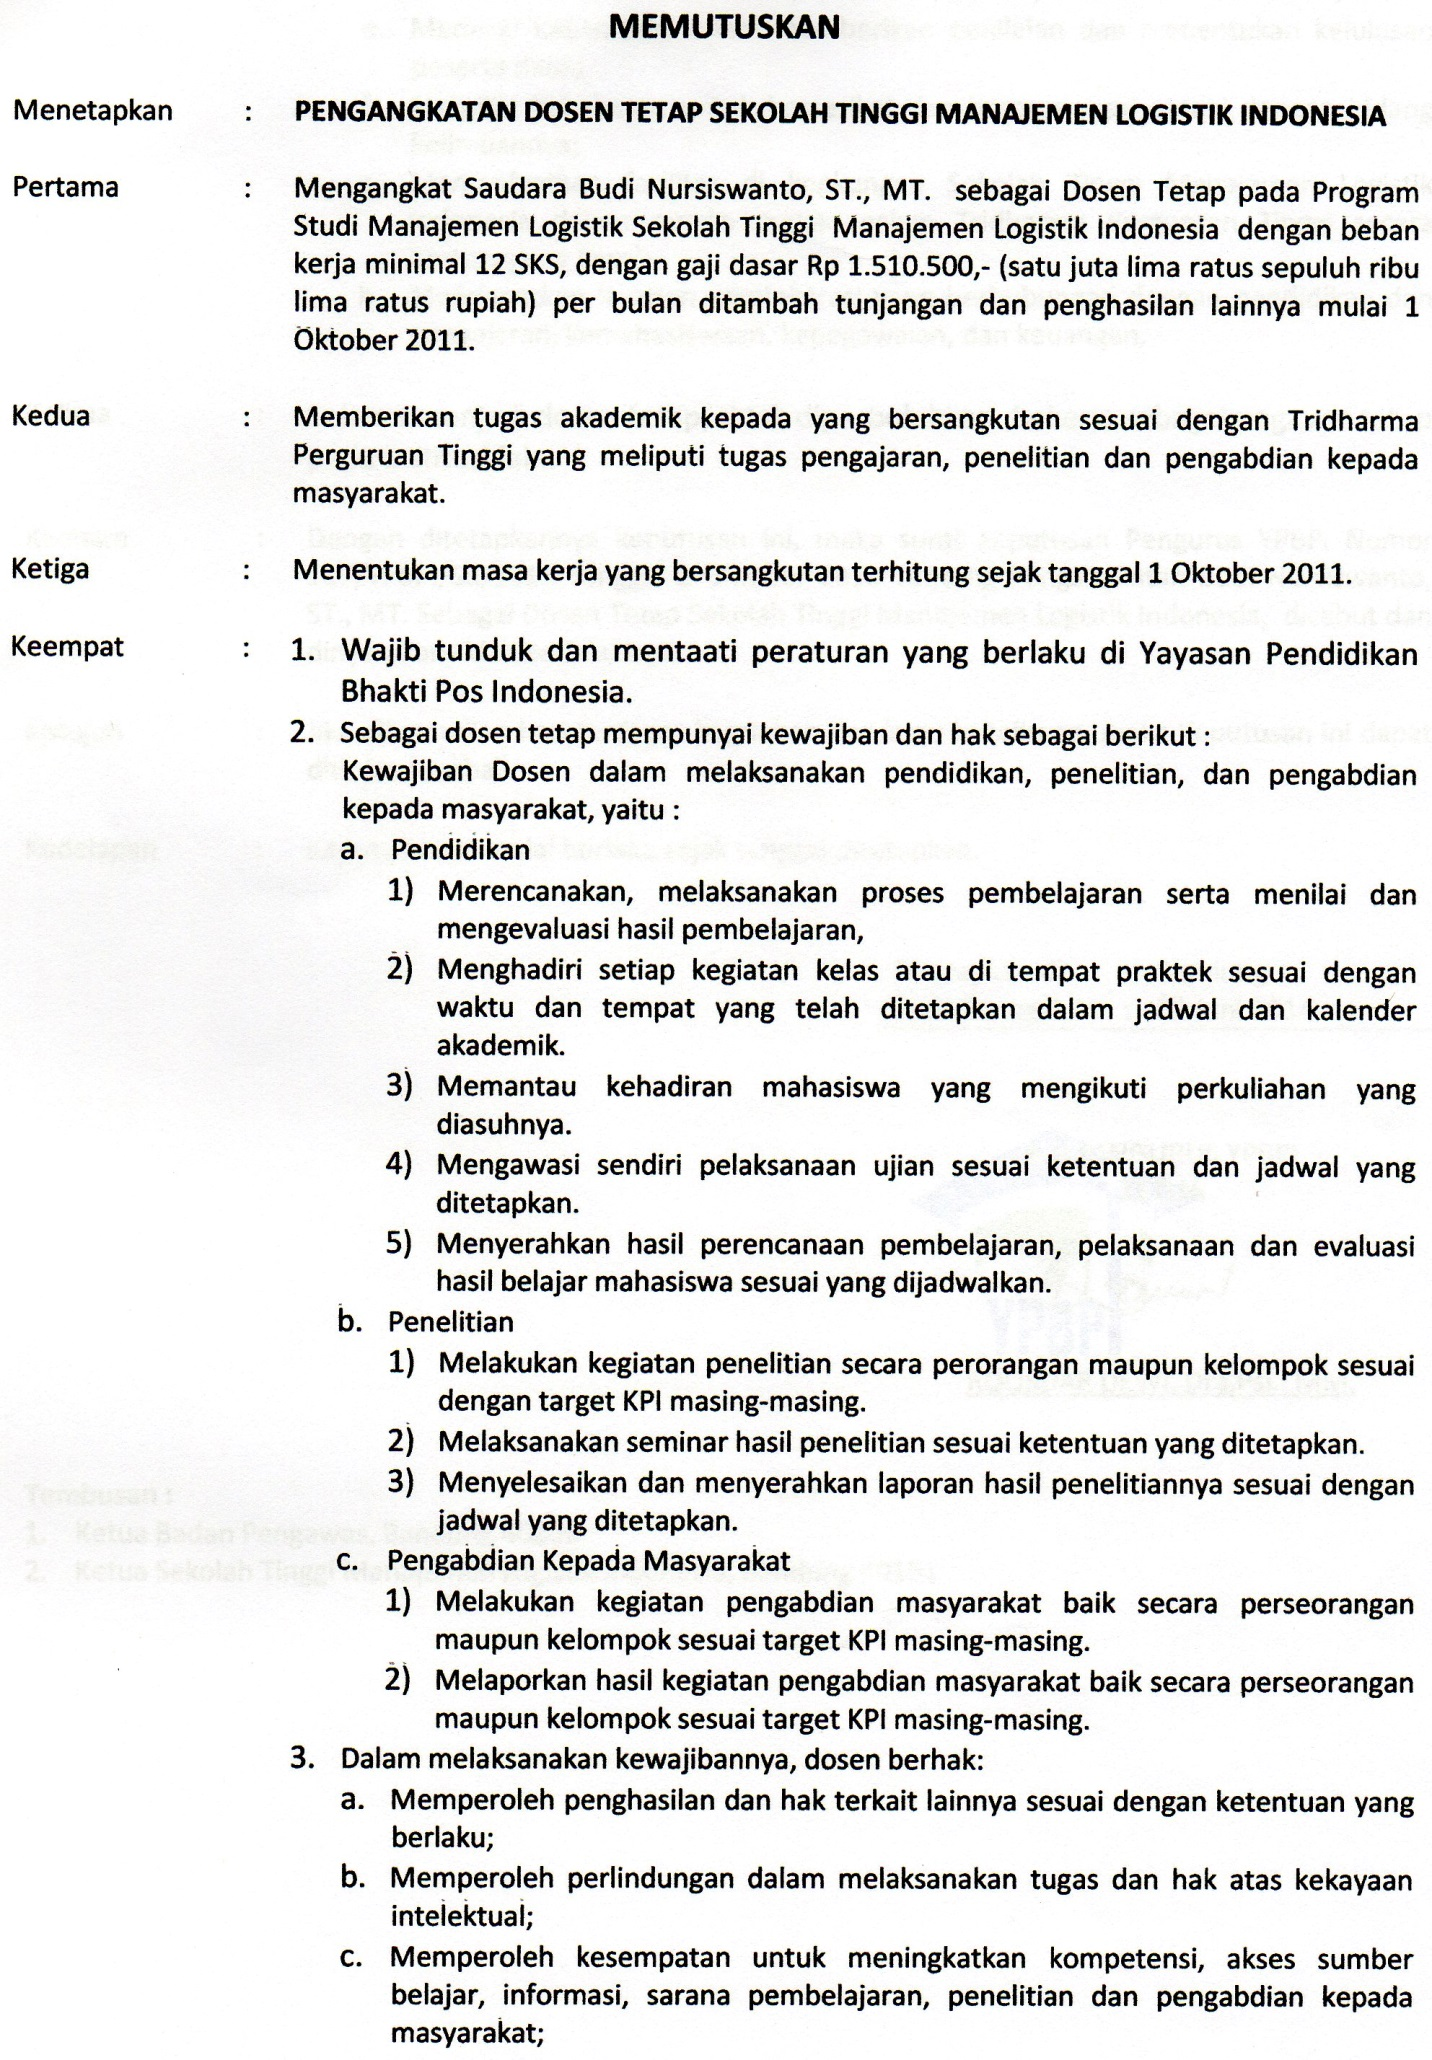 MEMUTUSKAN
Menetapkan : PENGANGKATAN DOSEN TETAP SEKOLAH TINGGI MANAJEMEN LOGISTIK INDONESIA
Pertama : Mengangkat Saudara Budi Nursiswanto, ST., MT. sebagai Dosen Tetap pada Program
Studi Manajemen Logistik Sekolah Tinggi Manajemen Logistik Indonesia dengan beban
kerja minimal 12 SKS, dengan gaji dasar Rp 1.510.500,- (satu juta lima ratus sepuluh ribu
lima ratus rupiah) per bulan ditambah tunjangan dan penghasilan lainnya mulai 1
Oktober 2011.
Kedua : Memberikan tugas akademik kepada yang bersangkutan sesuai dengan Tridharma
Perguruan Tinggi yang meliputi tugas pengajaran, penelitian dan pengabdian kepada
masyarakat.
Ketiga : Menentukan masa kerja yang bersangkutan terhitung sejak tanggal 1 Oktober 2011.
Keempat : 1. Wajib tunduk dan mentaati peraturan yang berlaku di Yayasan Pendidikan
Bhakti Pos Indonesia.
2. Sebagai dosen tetap mempunyai kewajiban dan hak sebagai berikut :
Kewajiban Dosen dalam melaksanakan pendidikan, penelitian, dan pengabdian
kepada masyarakat, yaitu :
a. Pendidikan
1) Merencanakan, melaksanakan proses pembelajaran serta menilai dan
mengevaluasi hasil pembelajaran,
2) Menghadiri setiap kegiatan kelas atau di tempat praktek sesuai dengan
waktu dan tempat yang telah ditetapkan dalam jadwal dan kalender
akademik.
3) Memantau kehadiran mahasiswa yang mengikuti perkuliahan yang
diasuhnya.
4) Mengawasi sendiri pelaksanaan ujian sesuai ketentuan dan jadwal yang
ditetapkan.
5) Menyerahkan hasil perencanaan pembelajaran, pelaksanaan dan evaluasi
hasil belajar mahasiswa sesuai yang dijadwalkan.
b. Penelitian
1) Melakukan kegiatan penelitian secara perorangan maupun kelompok sesuai
dengan target KPI masing-masing.
2) Melaksanakan seminar hasil penelitian sesuai ketentuan yang ditetapkan.
3) Menyelesaikan dan menyerahkan laporan hasil penelitiannya sesuai dengan
jadwal yang ditetapkan.
c. Pengabdian Kepada Masyarakat
1) Melakukan kegiatan pengabdian masyarakat baik secara perseorangan
maupun kelompok sesuai target KPI masing-masing.
2) Melaporkan hasil kegiatan pengabdian masyarakat baik secara perseorangan
maupun kelompok sesuai target KPI masing-masing.
3. Dalam melaksanakan kewajibannya, dosen berhak:
a. Memperoleh penghasilan dan hak terkait lainnya sesuai dengan ketentuan yang
berlaku;
b. Memperoleh perlindungan dalam melaksanakan tugas dan hak atas kekayaan
intelektual;
c. Memperoleh kesempatan untuk meningkatkan kompetensi, akses sumber
belajar, informasi, sarana pembelajaran, penelitian dan pengabdian kepada
masyarakat;